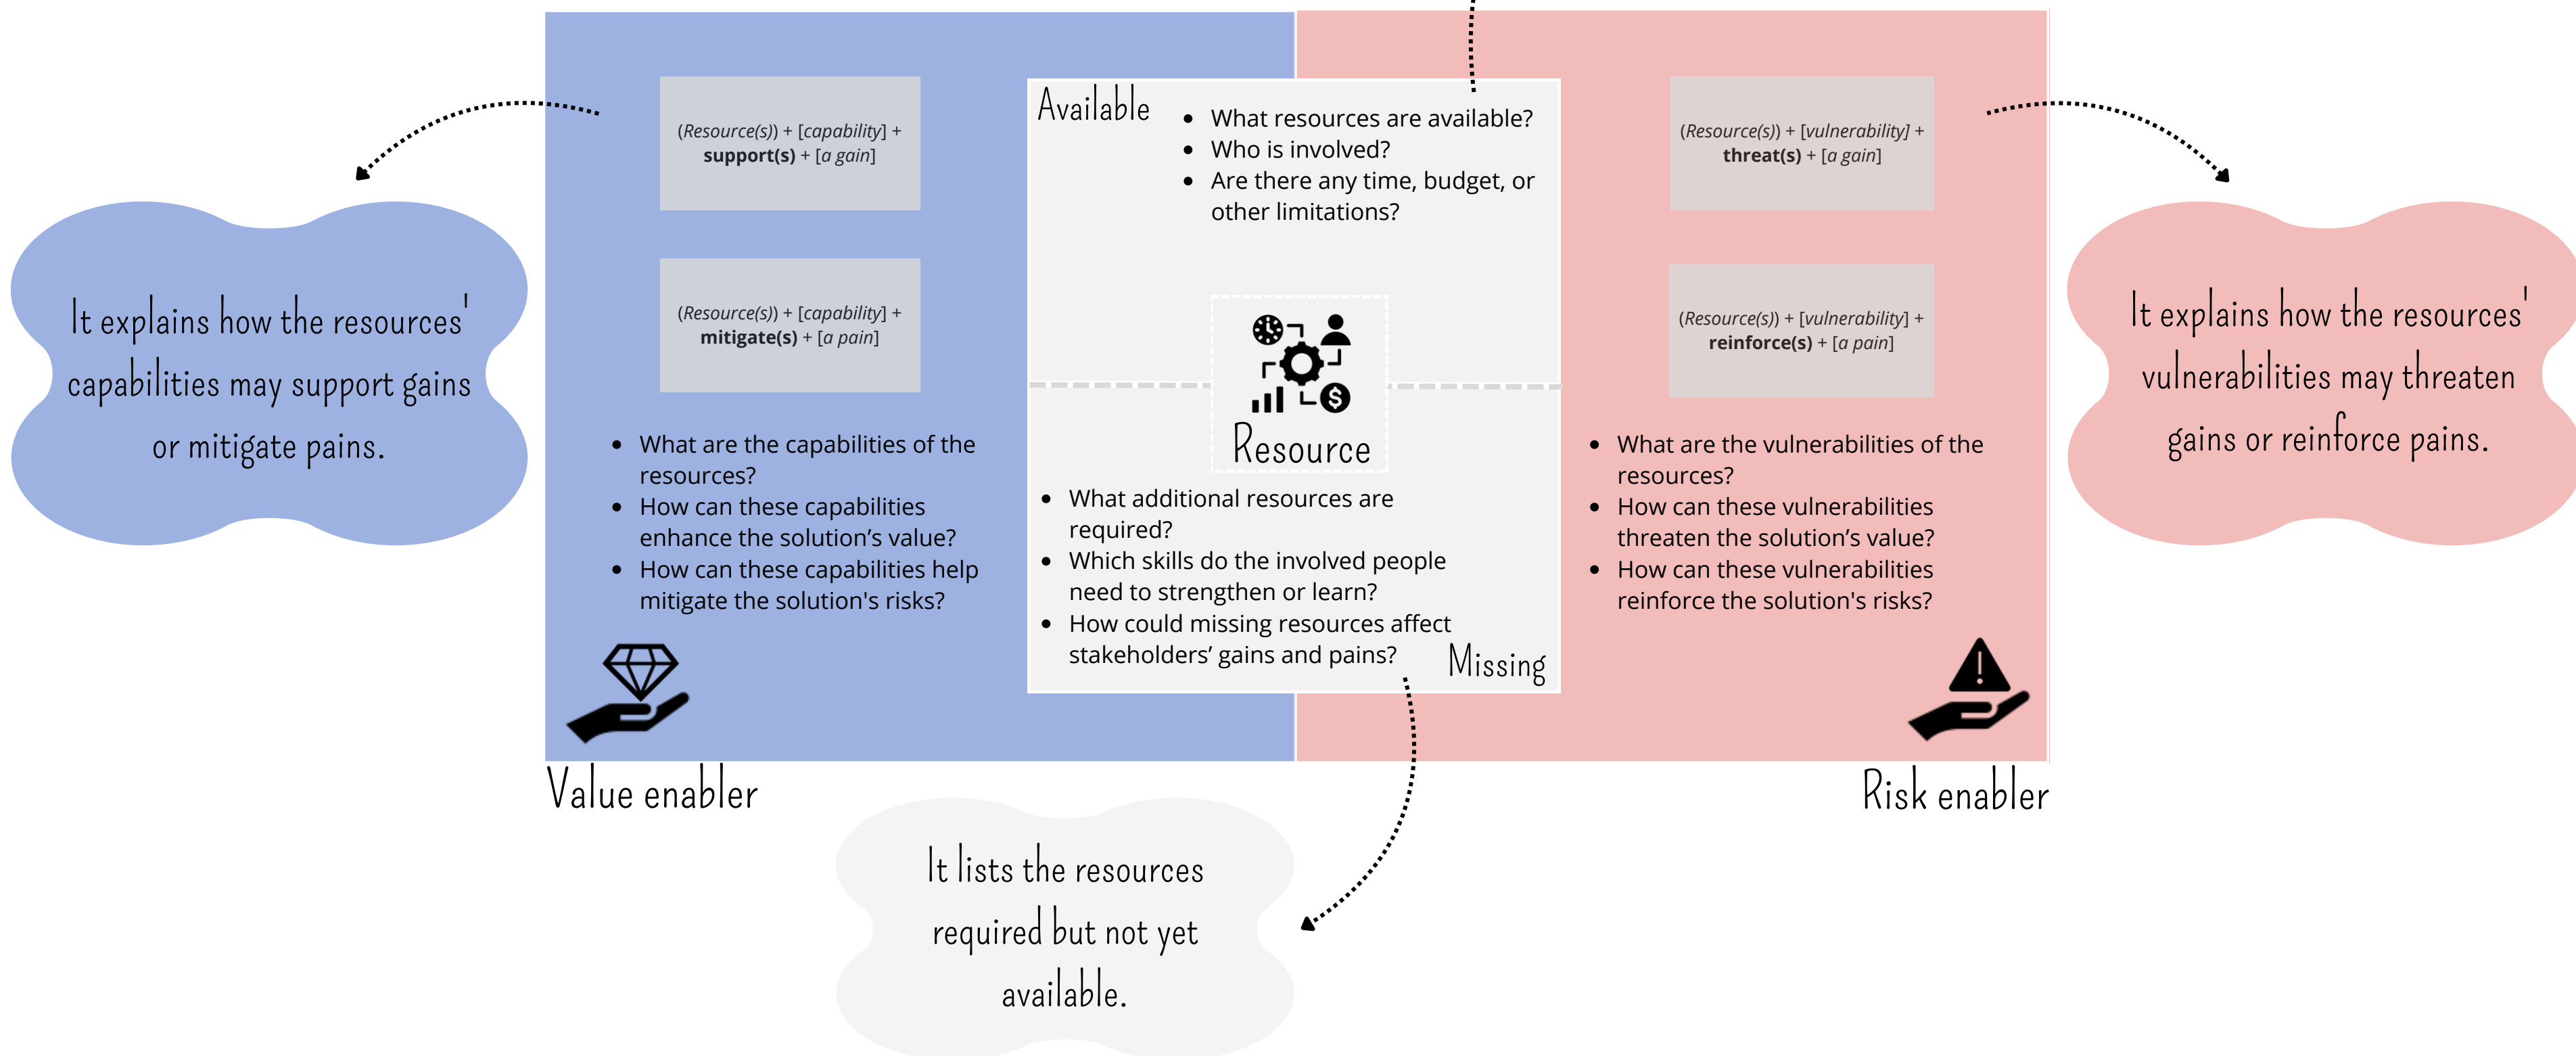 (Resource(s)) + [capability] +
support(s) + [a gain]
(Resource(s)) + [capability] +
mitigate(s) + [a pain]
It explains how the resources'
capabilities may support gains
or mitigate pains.
• What are the capabilities of the
resources?
• How can these capabilities
enhance the solution’s value?
• How can these capabilities help
mitigate the solution's risks?
Value enabler
Available
• What resources are available?
• Who is involved?
• Are there any time, budget, or
other limitations?
Resource
• What additional resources are
required?
• Which skills do the involved people
need to strengthen or learn?
• How could missing resources affect
stakeholders’ gains and pains?
Missing
It lists the resources
required but not yet
available.
(Resource(s)) + [vulnerability] +
threat(s) + [a gain]
(Resource(s)) + [vulnerability] +
reinforce(s) + [a pain]
• What are the vulnerabilities of the
resources?
• How can these vulnerabilities
threaten the solution’s value?
• How can these vulnerabilities
reinforce the solution's risks?
Risk enabler
It explains how the resources'
vulnerabilities may threaten
gains or reinforce pains.